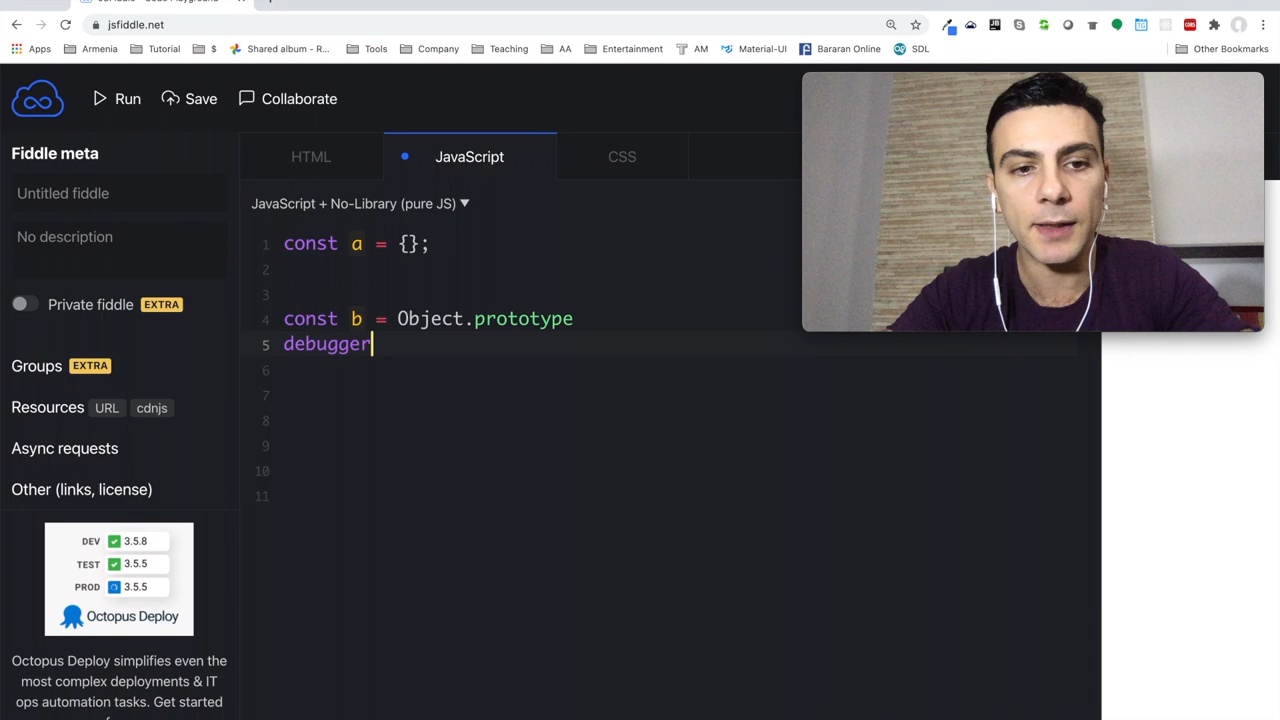 jsfiddle.net
Apps Armenia Tutorial $ Shared album - R... Tools Company Teaching AA Entertainment AM Material-UI Bararan Online SDL Other Bookmarks
Run Save Collaborate
Fiddle meta
Untitled fiddle
No description
Private fiddle EXTRA
Groups EXTRA
Resources URL cdnjs
Async requests
Other (links, license)
DEV 3.5.8
TEST 3.5.5
PROD 3.5.5
Octopus Deploy
Octopus Deploy simplifies even the
most complex deployments & IT
ops automation tasks. Get started
HTML JavaScript CSS
JavaScript + No-Library (pure JS) ▼
1 const a = {};
2
3
4 const b = Object.prototype
5 debugger
6
7
8
9
10
11